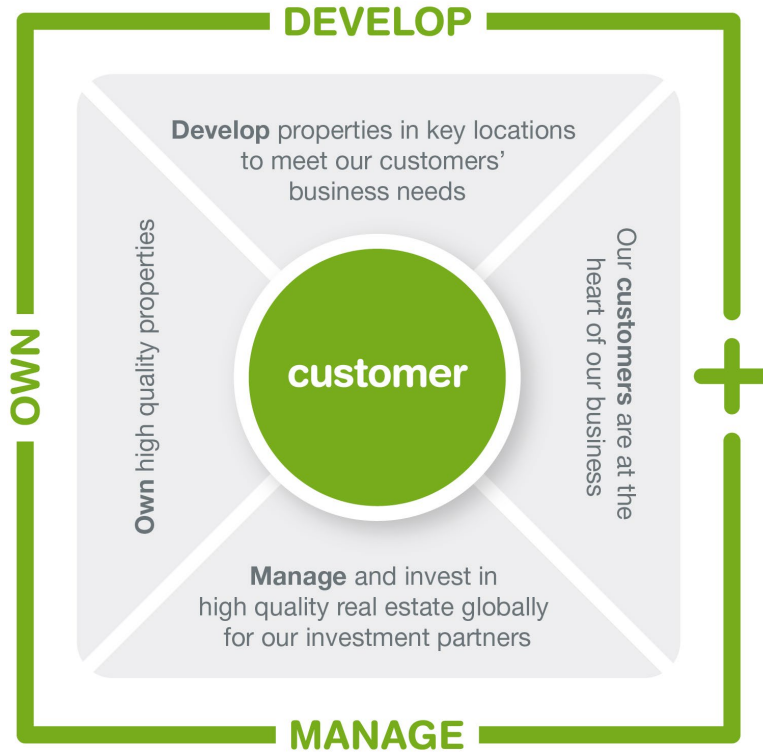 DEVELOP
Develop properties in key locations
to meet our customers’
business needs
OWN
Own high quality properties
customer
Our customers are at the
heart of our business
+
Manage and invest in
high quality real estate globally
for our investment partners
MANAGE